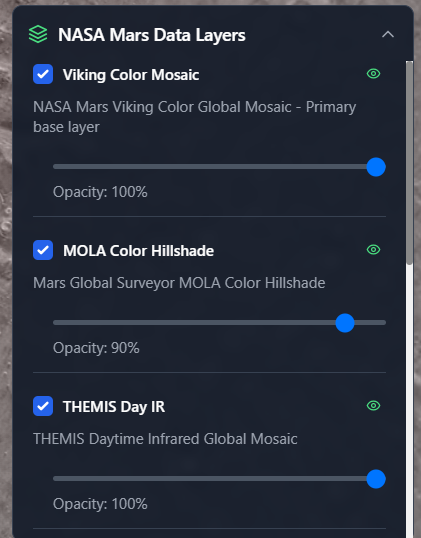 NASA Mars Data Layers
Viking Color Mosaic
NASA Mars Viking Color Global Mosaic - Primary
base layer
Opacity: 100%
MOLA Color Hillshade
Mars Global Surveyor MOLA Color Hillshade
Opacity: 90%
THEMIS Day IR
THEMIS Daytime Infrared Global Mosaic
Opacity: 100%